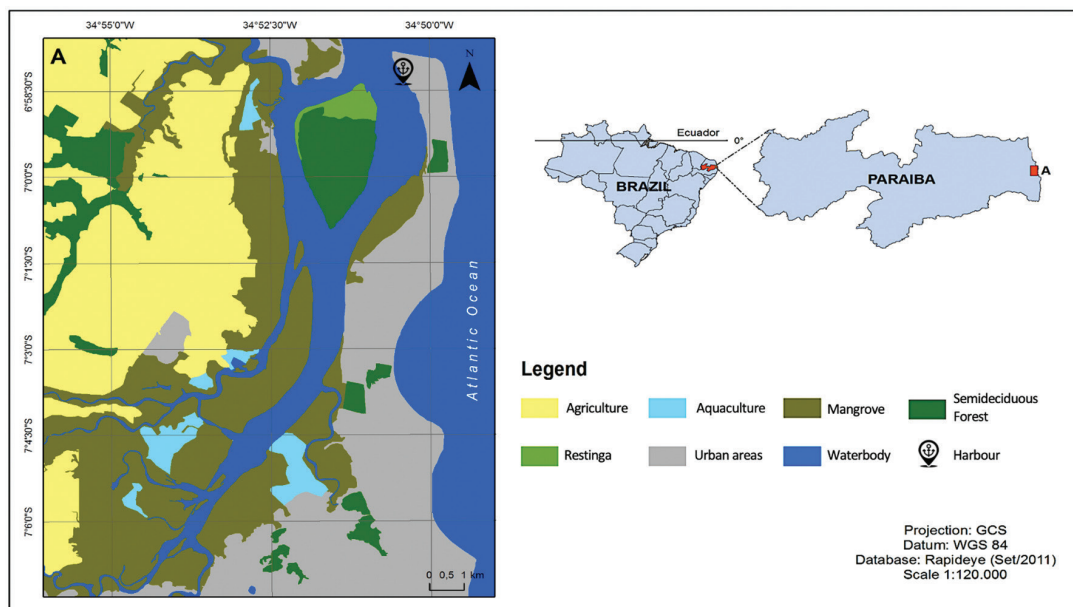 34°55'0"W
34°52'30"W
34°50'0"W
A
N
6°58'30"S
7°0'0"S
7°1'30"S
7°3'0"S
7°4'30"S
7°6'0"S
Atlantic Ocean
0 0,5 1 km
Ecuador
0°
BRAZIL
PARAIBA
A
Legend
Agriculture
Aquaculture
Mangrove
Semideciduous
Forest
Restinga
Urban areas
Waterbody
Harbour
Projection: GCS
Datum: WGS 84
Database: Rapideye (Set/2011)
Scale 1:120.000